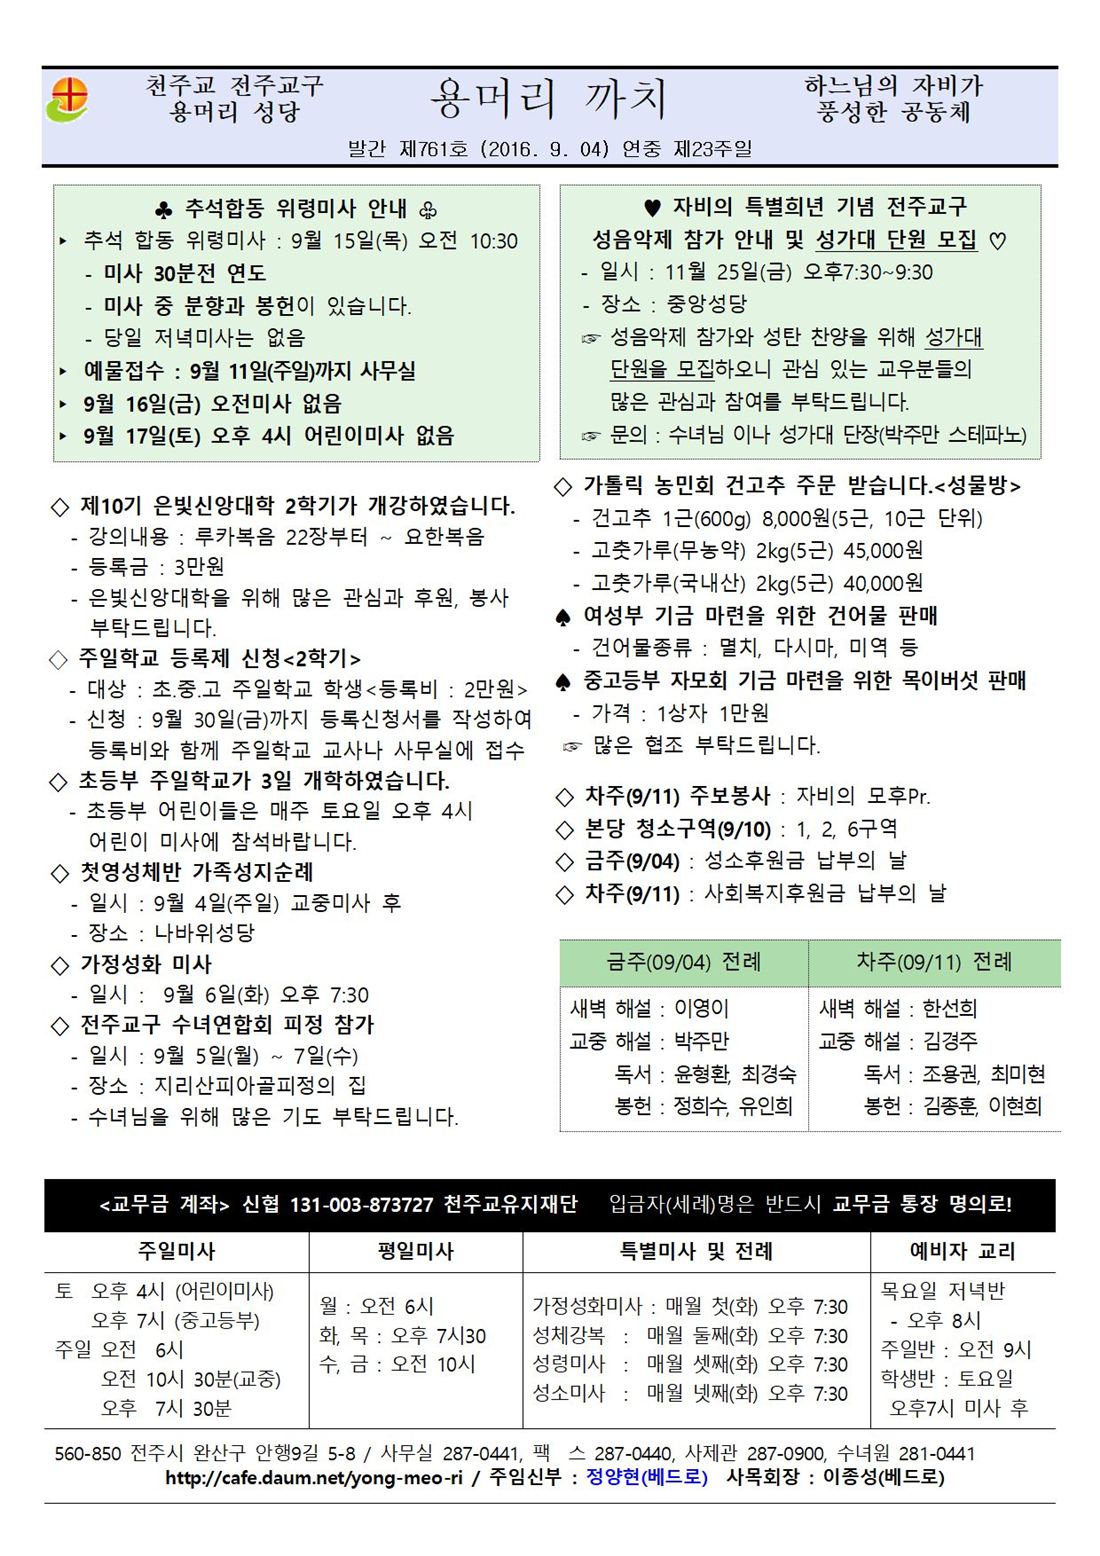 천주교 전주교구
용머리 성당
용머리 까치
하느님의 자비가
풍성한 공동체
발간 제761호 (2016. 9. 04) 연중 제23주일
♣ 추석합동 위령미사 안내 ♧
▸ 추석 합동 위령미사 : 9월 15일(목) 오전 10:30
- 미사 30분전 연도
- 미사 중 분향과 봉헌이 있습니다.
- 당일 저녁미사는 없음
▸ 예물접수 : 9월 11일(주일)까지 사무실
▸ 9월 16일(금) 오전미사 없음
▸ 9월 17일(토) 오후 4시 어린이미사 없음
◇ 제10기 은빛신앙대학 2학기가 개강하였습니다.
- 강의내용 : 루카복음 22장부터 ~ 요한복음
- 등록금 : 3만원
- 은빛신앙대학을 위해 많은 관심과 후원, 봉사
부탁드립니다.
◇ 주일학교 등록제 신청<2학기>
- 대상 : 초.중.고 주일학교 학생<등록비 : 2만원>
- 신청 : 9월 30일(금)까지 등록신청서를 작성하여
등록비와 함께 주일학교 교사나 사무실에 접수
◇ 초등부 주일학교가 3일 개학하였습니다.
- 초등부 어린이들은 매주 토요일 오후 4시
어린이 미사에 참석바랍니다.
◇ 첫영성체반 가족성지순례
- 일시 : 9월 4일(주일) 교중미사 후
- 장소 : 나바위성당
◇ 가정성화 미사
- 일시 : 9월 6일(화) 오후 7:30
◇ 전주교구 수녀연합회 피정 참가
- 일시 : 9월 5일(월) ~ 7일(수)
- 장소 : 지리산피아골피정의 집
- 수녀님을 위해 많은 기도 부탁드립니다.
♥ 자비의 특별희년 기념 전주교구
성음악제 참가 안내 및 성가대 단원 모집 ♡
- 일시 : 11월 25일(금) 오후7:30~9:30
- 장소 : 중앙성당
☞ 성음악제 참가와 성탄 찬양을 위해 성가대
단원을 모집하오니 관심 있는 교우분들의
많은 관심과 참여를 부탁드립니다.
☞ 문의 : 수녀님 이나 성가대 단장(박주만 스테파노)
◇ 가톨릭 농민회 건고추 주문 받습니다.<성물방>
- 건고추 1근(600g) 8,000원(5근, 10근 단위)
- 고춧가루(무농약) 2kg(5근) 45,000원
- 고춧가루(국내산) 2kg(5근) 40,000원
♠ 여성부 기금 마련을 위한 건어물 판매
- 건어물종류 : 멸치, 다시마, 미역 등
♠ 중고등부 자모회 기금 마련을 위한 목이버섯 판매
- 가격 : 1상자 1만원
☞ 많은 협조 부탁드립니다.
◇ 차주(9/11) 주보봉사 : 자비의 모후Pr.
◇ 본당 청소구역(9/10) : 1, 2, 6구역
◇ 금주(9/04) : 성소후원금 납부의 날
◇ 차주(9/11) : 사회복지후원금 납부의 날
금주(09/04) 전례
새벽 해설 : 이영이
교중 해설 : 박주만
독서 : 윤형환, 최경숙
봉헌 : 정희수, 유인희
차주(09/11) 전례
새벽 해설 : 한선희
교중 해설 : 김경주
독서 : 조용권, 최미현
봉헌 : 김종훈, 이현희
<교무금 계좌> 신협 131-003-873727 천주교유지재단 입금자(세례)명은 반드시 교무금 통장 명의로!
주일미사
토 오후 4시 (어린이미사)
오후 7시 (중고등부)
주일 오전 6시
오전 10시 30분(교중)
오후 7시 30분
평일미사
월 : 오전 6시
화, 목 : 오후 7시30
수, 금 : 오전 10시
특별미사 및 전례
가정성화미사 : 매월 첫(화) 오후 7:30
성체강복 : 매월 둘째(화) 오후 7:30
성령미사 : 매월 셋째(화) 오후 7:30
성소미사 : 매월 넷째(화) 오후 7:30
예비자 교리
목요일 저녁반
- 오후 8시
주일반 : 오전 9시
학생반 : 토요일
오후7시 미사 후
560-850 전주시 완산구 안행9길 5-8 / 사무실 287-0441, 팩 스 287-0440, 사제관 287-0900, 수녀원 281-0441
http://cafe.daum.net/yong-meo-ri / 주임신부 : 정양현(베드로) 사목회장 : 이종성(베드로)